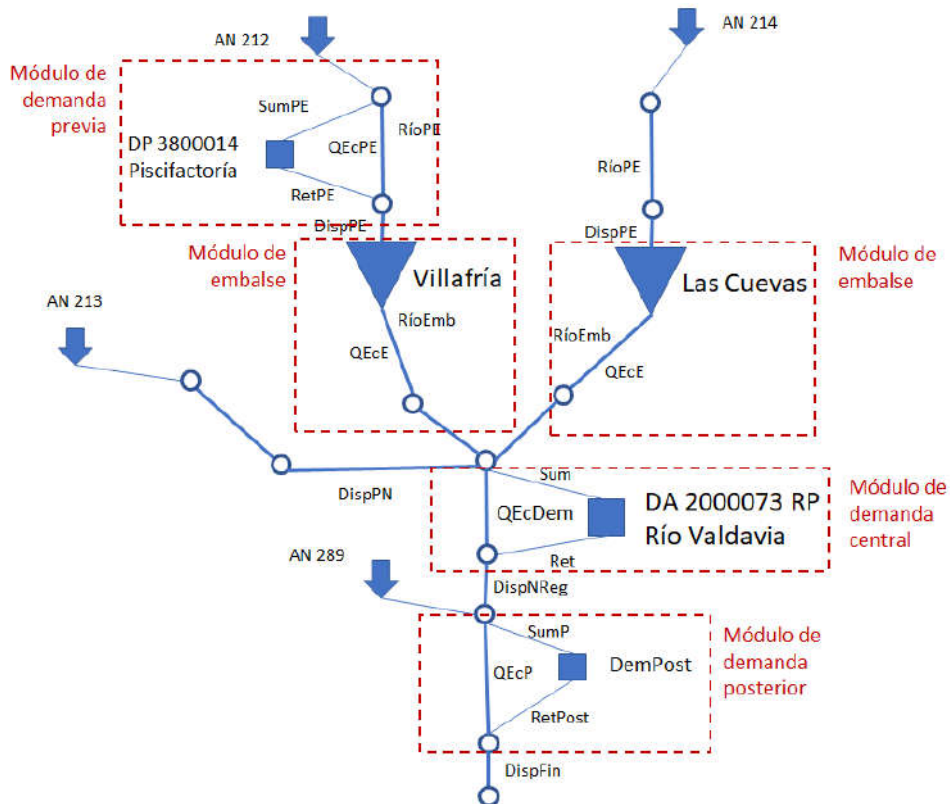 AN 212
AN 214
Módulo de
demanda
previa
SumPE
RíoPE
DP 3800014
Piscifactoría
QEcPE
RetPE
DispPE
RíoPE
DispPE
Módulo de
embalse
Villafría
RíoEmb
QEcE
Las Cuevas
RíoEmb
QEcE
Módulo de
embalse
AN 213
DispPN
Sum
QEcDem
DA 2000073 RP
Río Valdavia
Ret
Módulo de
demanda
central
AN 289
DispNReg
SumP
QEcP
DemPost
RetPost
Módulo de
demanda
posterior
DispFin